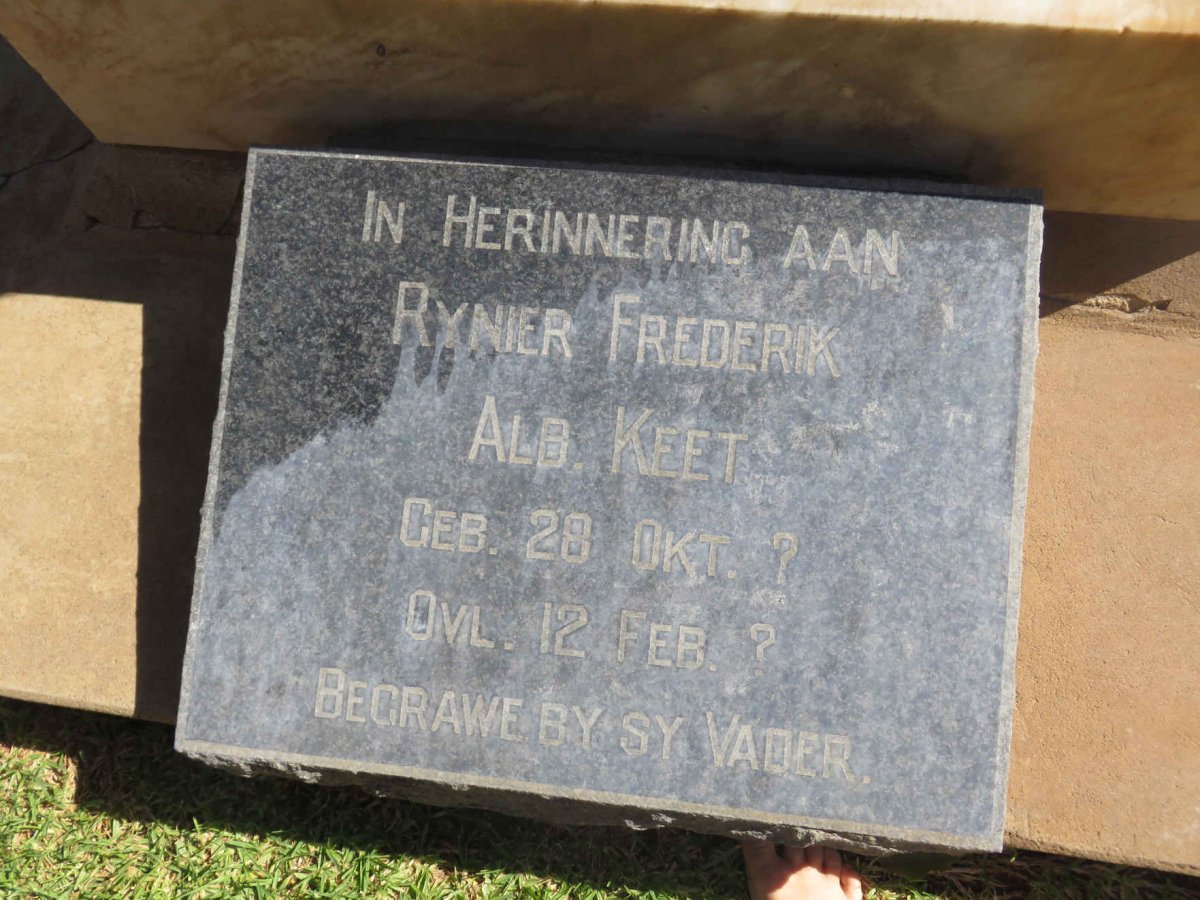 IN HERINNERING AAN
RYNIER FREDERIK
ALB. KEET
GEB. 28 OKT. ?
OVL. 12 FEB. ?
BEGRAWE BY SY VADER.